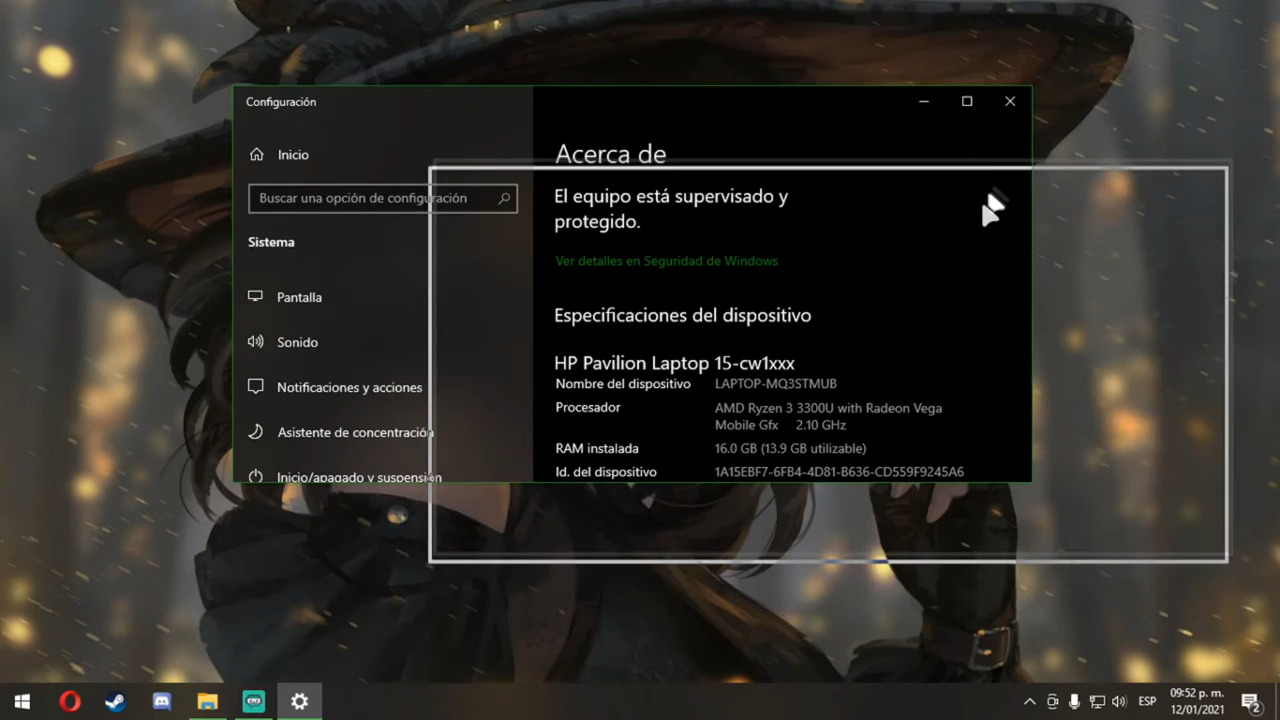 Configuración
Inicio
Buscar una opción de configuración
Sistema
Pantalla
Sonido
Notificaciones y acciones
Asistente de concentración
Inicio/apagado y suspensión
Acerca de
El equipo está supervisado y
protegido.
Ver detalles en Seguridad de Windows
Especificaciones del dispositivo
HP Pavilion Laptop 15-cw1xxx
Nombre del dispositivo LAPTOP-MQ3STMUB
Procesador AMD Ryzen 3 3300U with Radeon Vega
Mobile Gfx 2.10 GHz
RAM instalada 16.0 GB (13.9 GB utilizable)
Id. del dispositivo 1A15EBF7-6FB4-4D81-B636-CD559F9245A6
ESP
09:52 p. m.
12/01/2021
2